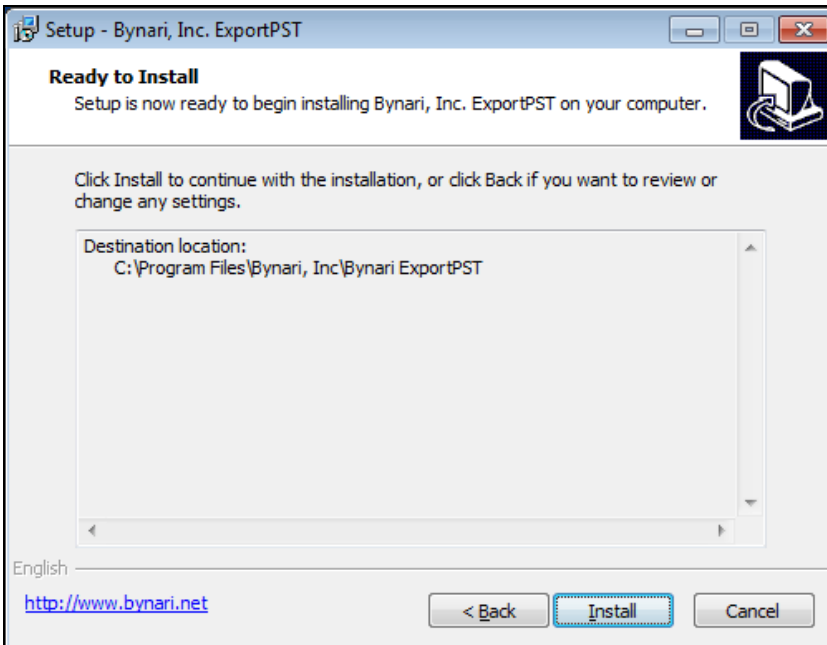 Setup - Bynari, Inc. ExportPST
Ready to Install
Setup is now ready to begin installing Bynari, Inc. ExportPST on your computer.
Click Install to continue with the installation, or click Back if you want to review or
change any settings.
Destination location:
C:\Program Files\Bynari, Inc\Bynari ExportPST
English
http://www.bynari.net
< Back
Install
Cancel